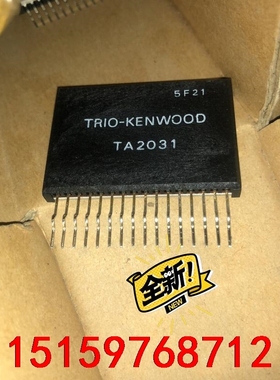 5F21
TRIO-KENWOOD
TA2031
全新!
NEW
15159768712